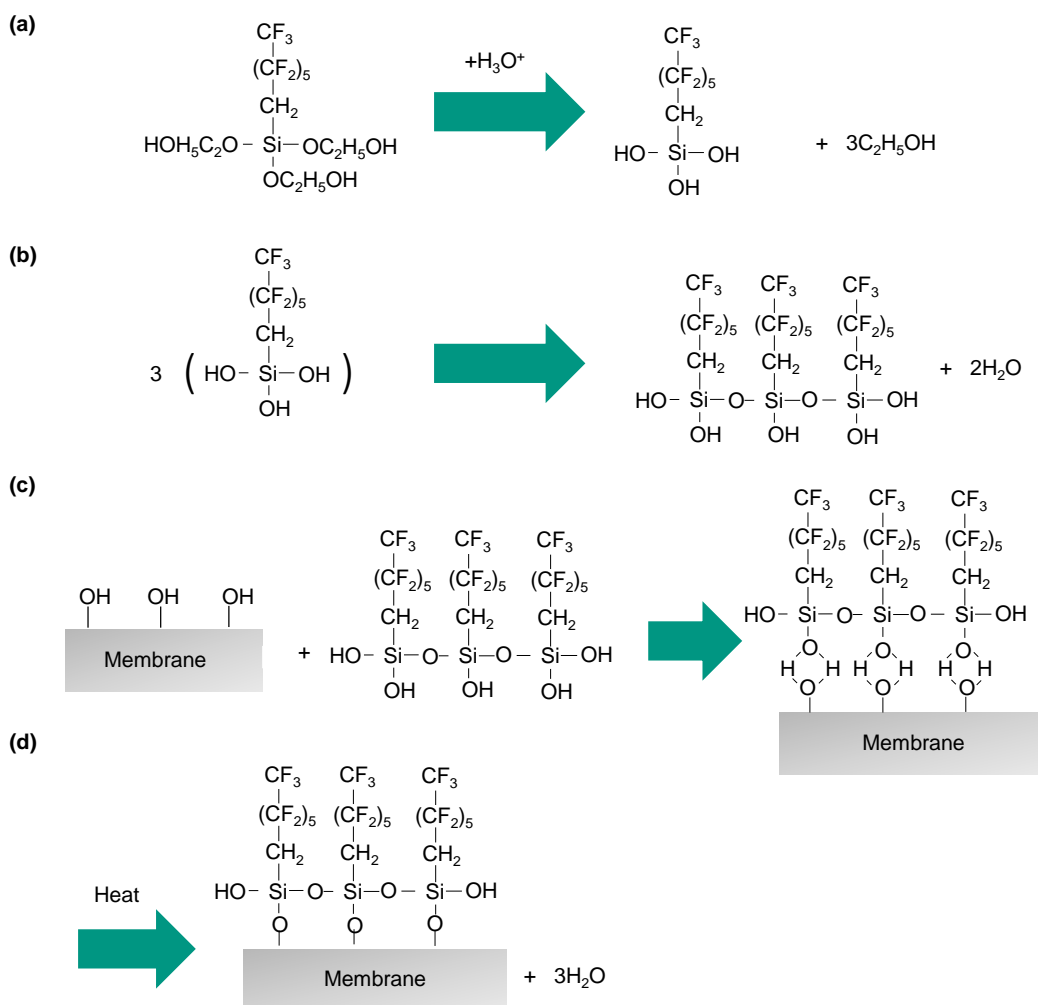 (a)
CF₃
(CF₂)₅
CH₂
HOH₅C₂O – Si – OC₂H₅OH
OC₂H₅OH
+H₃O⁺
CF₃
(CF₂)₅
CH₂
HO – Si – OH
OH
+ 3C₂H₅OH
(b)
CF₃
(CF₂)₅
CH₂
3 ( HO – Si – OH )
OH
CF₃ CF₃ CF₃
(CF₂)₅ (CF₂)₅ (CF₂)₅
CH₂ CH₂ CH₂
HO – Si – O – Si – O – Si – OH
OH OH OH
+ 2H₂O
(c)
OH OH OH
Membrane
+
CF₃ CF₃ CF₃
(CF₂)₅ (CF₂)₅ (CF₂)₅
CH₂ CH₂ CH₂
HO – Si – O – Si – O – Si – OH
OH OH OH
CF₃ CF₃ CF₃
(CF₂)₅ (CF₂)₅ (CF₂)₅
CH₂ CH₂ CH₂
HO – Si – O – Si – O – Si – OH
O O O
H H H H H H
O O O
Membrane
(d)
Heat
CF₃ CF₃ CF₃
(CF₂)₅ (CF₂)₅ (CF₂)₅
CH₂ CH₂ CH₂
HO – Si – O – Si – O – Si – OH
O O O
Membrane
+ 3H₂O